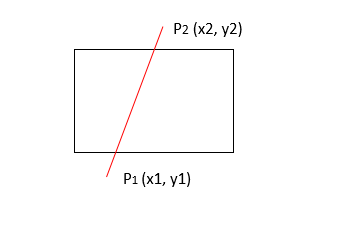 P2 (x2, y2)
P1 (x1, y1)